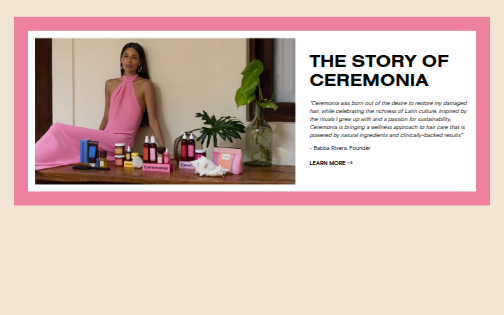 THE STORY OF
CEREMONIA
"Ceremonia was born out of the desire to restore my damaged
hair, while celebrating the richness of Latin culture. Inspired by
the rituals I grew up with and a passion for sustainability,
Ceremonia is bringing a wellness approach to hair care that is
powered by natural ingredients and clinically-backed results"
- Babba Rivera, Founder
LEARN MORE →
Ceremonia